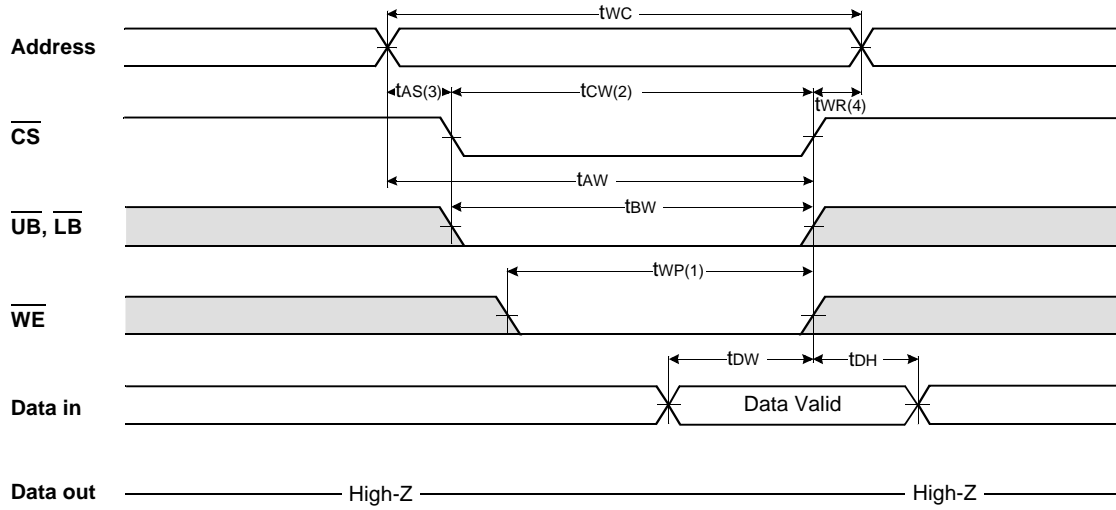 tWC
Address
tAS(3)
tCW(2)
tWR(4)
CS
tAW
tBW
UB, LB
tWP(1)
WE
tDW
tDH
Data in
Data Valid
Data out
High-Z
High-Z